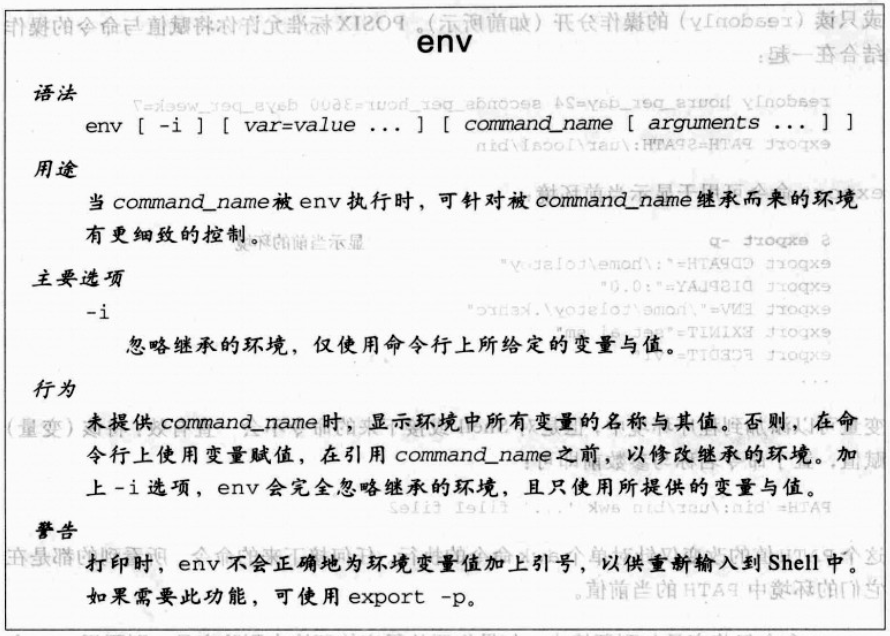 env
语法
env [ -i ] [ var=value ... ] [ command_name [ arguments ... ] ]
用途
当 command_name 被 env 执行时，可针对被 command_name 继承而来的环境
有更细致的控制。
主要选项
-i
忽略继承的环境，仅使用命令行上所给定的变量与值。
行为
未提供 command_name 时，显示环境中所有变量的名称与其值。否则，在命
令行上使用变量赋值，在引用 command_name 之前，以修改继承的环境。加
上 -i 选项，env 会完全忽略继承的环境，且只使用所提供的变量与值。
警告
打印时，env 不会正确地为环境变量值加上引号，以供重新输入到 Shell 中。
如果需要此功能，可使用 export -p。